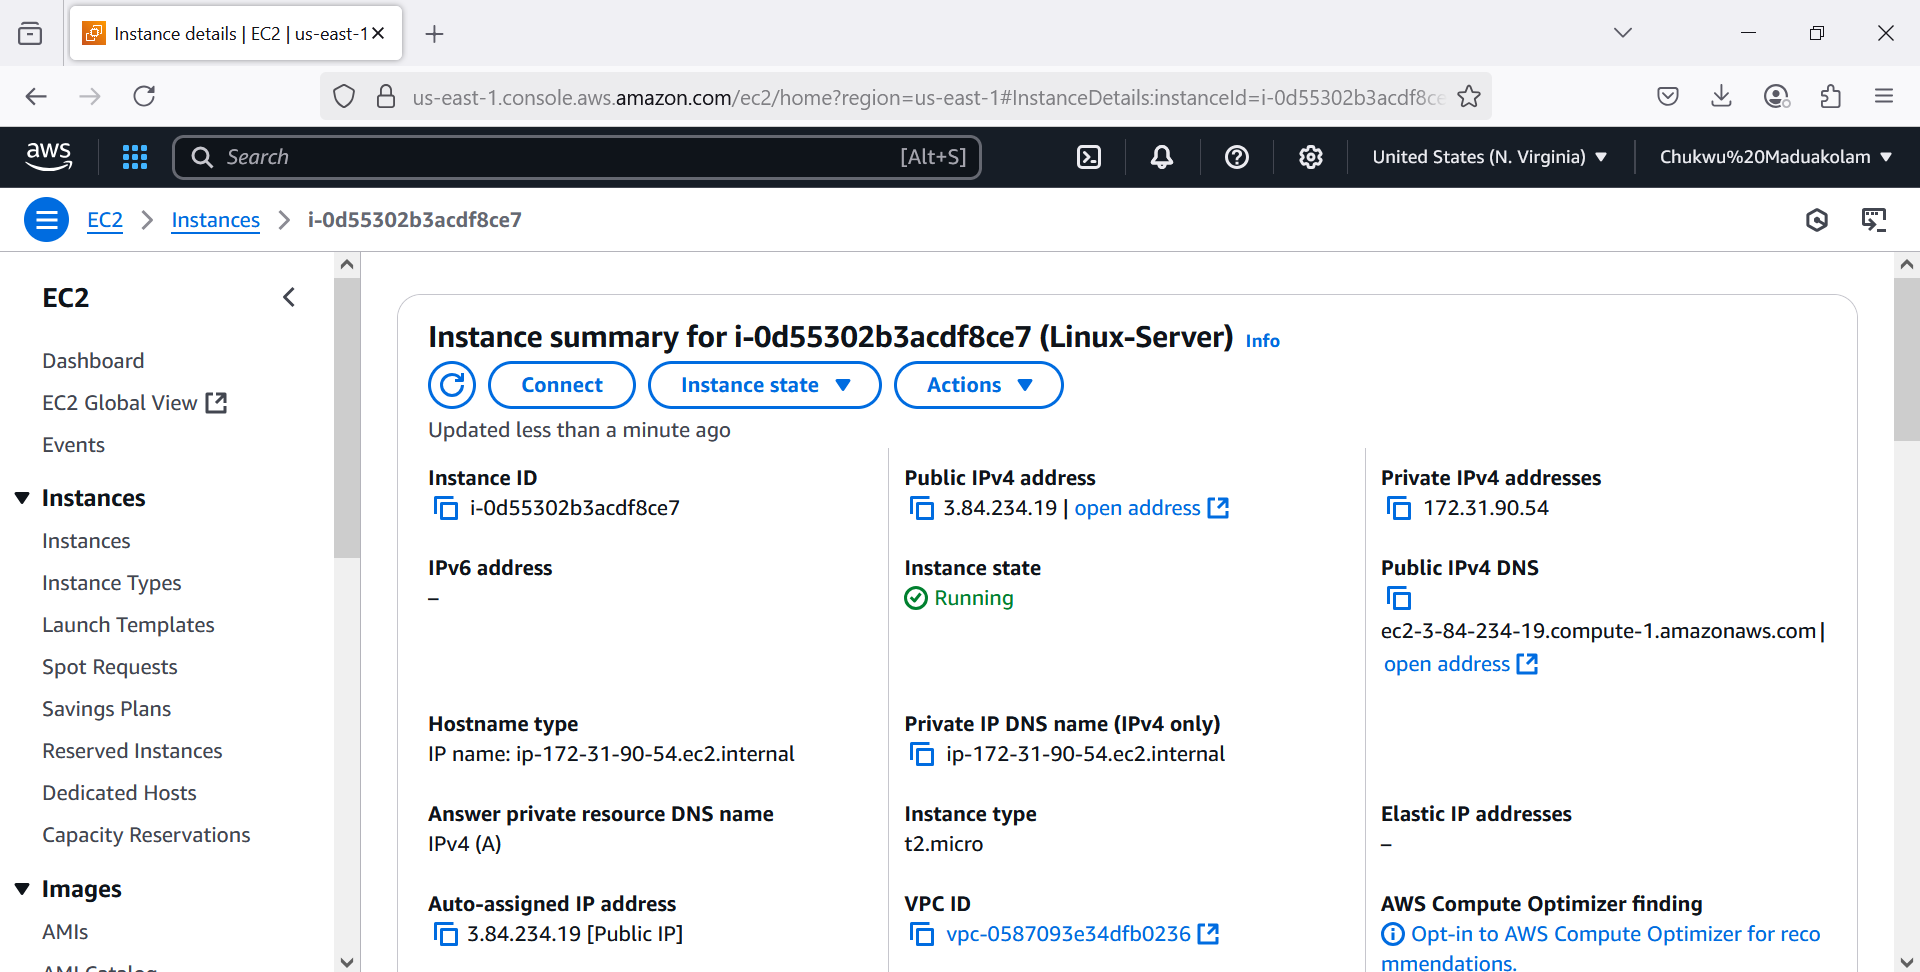 Instance details | EC2 | us-east-1
us-east-1.console.aws.amazon.com/ec2/home?region=us-east-1#InstanceDetails:instanceId=i-0d55302b3acdf8ce
aws
Search
[Alt+S]
United States (N. Virginia)
Chukwu%20Maduakolam
EC2
Instances
i-0d55302b3acdf8ce7
EC2
Dashboard
EC2 Global View
Events
Instances
Instances
Instance Types
Launch Templates
Spot Requests
Savings Plans
Reserved Instances
Dedicated Hosts
Capacity Reservations
Images
AMIs
AMI Catalog
Instance summary for i-0d55302b3acdf8ce7 (Linux-Server) Info
Connect
Instance state
Actions
Updated less than a minute ago
Instance ID
i-0d55302b3acdf8ce7
Public IPv4 address
3.84.234.19 | open address
Private IPv4 addresses
172.31.90.54
IPv6 address
–
Instance state
Running
Public IPv4 DNS
ec2-3-84-234-19.compute-1.amazonaws.com |
open address
Hostname type
IP name: ip-172-31-90-54.ec2.internal
Private IP DNS name (IPv4 only)
ip-172-31-90-54.ec2.internal
Answer private resource DNS name
IPv4 (A)
Instance type
t2.micro
Elastic IP addresses
–
Auto-assigned IP address
3.84.234.19 [Public IP]
VPC ID
vpc-0587093e34dfb0236
AWS Compute Optimizer finding
Opt-in to AWS Compute Optimizer for reco
mmendations.